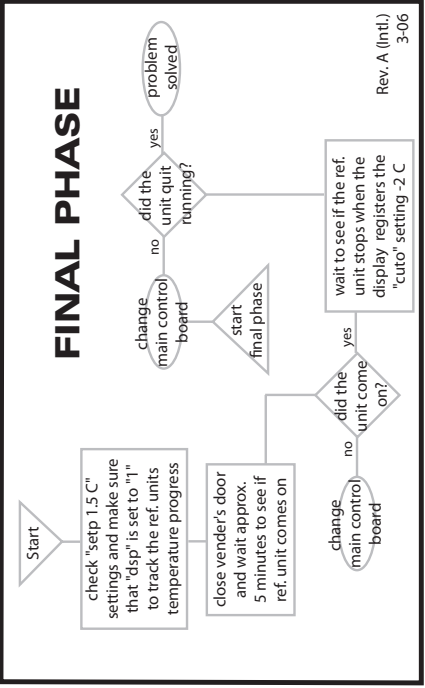 FINAL PHASE
Start
check "setp 1.5 C"
settings and make sure
that "dsp" is set to "1"
to track the ref. units
temperature progress
close vender's door
and wait approx.
5 minutes to see if
ref. unit comes on
did the
unit come
on?
no
change
main control
board
yes
wait to see if the ref.
unit stops when the
display registers the
"cuto" setting -2 C
did the
unit quit
running?
no
change
main control
board
start
final phase
yes
problem
solved
Rev. A (Intl.)
3-06